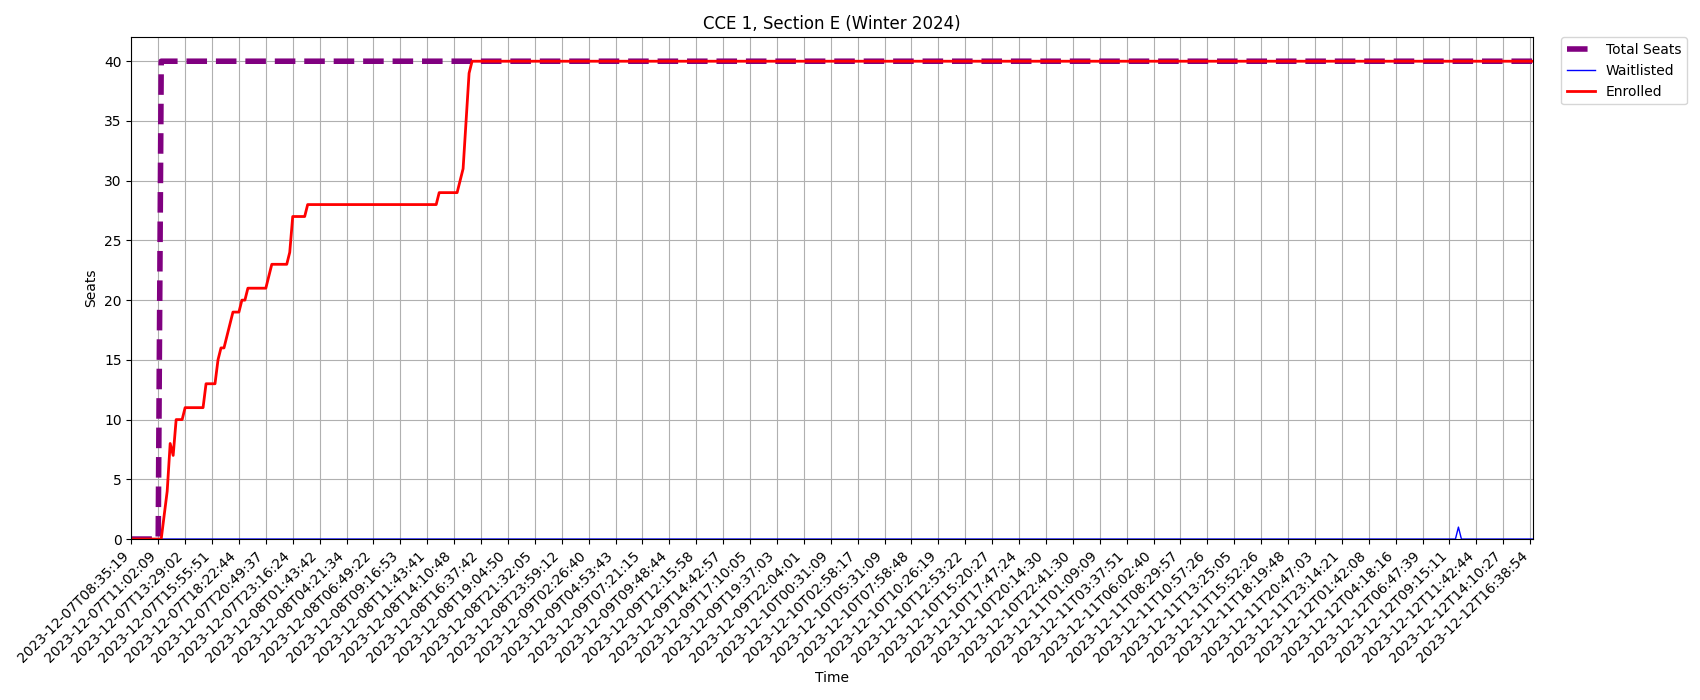 CCE 1, Section E (Winter 2024)
Total Seats
Waitlisted
Enrolled
Seats
40
35
30
25
20
15
10
5
0
2023-12-07T08:35:19
2023-12-07T11:02:09
2023-12-07T13:29:02
2023-12-07T15:55:51
2023-12-07T18:22:44
2023-12-07T20:49:37
2023-12-07T23:16:24
2023-12-08T01:43:42
2023-12-08T04:21:34
2023-12-08T06:49:22
2023-12-08T09:16:53
2023-12-08T11:43:41
2023-12-08T14:10:48
2023-12-08T16:37:42
2023-12-08T19:04:50
2023-12-08T21:32:05
2023-12-08T23:59:12
2023-12-09T02:26:40
2023-12-09T04:53:43
2023-12-09T07:21:15
2023-12-09T09:48:44
2023-12-09T12:15:58
2023-12-09T14:42:57
2023-12-09T17:10:05
2023-12-09T19:37:03
2023-12-09T22:04:01
2023-12-10T00:31:09
2023-12-10T02:58:17
2023-12-10T05:31:09
2023-12-10T07:58:48
2023-12-10T10:26:19
2023-12-10T12:53:22
2023-12-10T15:20:27
2023-12-10T17:47:24
2023-12-10T20:14:30
2023-12-10T22:41:30
2023-12-11T01:09:09
2023-12-11T03:37:51
2023-12-11T06:02:40
2023-12-11T08:29:57
2023-12-11T10:57:26
2023-12-11T13:25:05
2023-12-11T15:52:26
2023-12-11T18:19:48
2023-12-11T20:47:03
2023-12-11T23:14:21
2023-12-12T01:42:08
2023-12-12T04:18:16
2023-12-12T06:47:39
2023-12-12T09:15:11
2023-12-12T11:42:44
2023-12-12T14:10:27
2023-12-12T16:38:54
Time